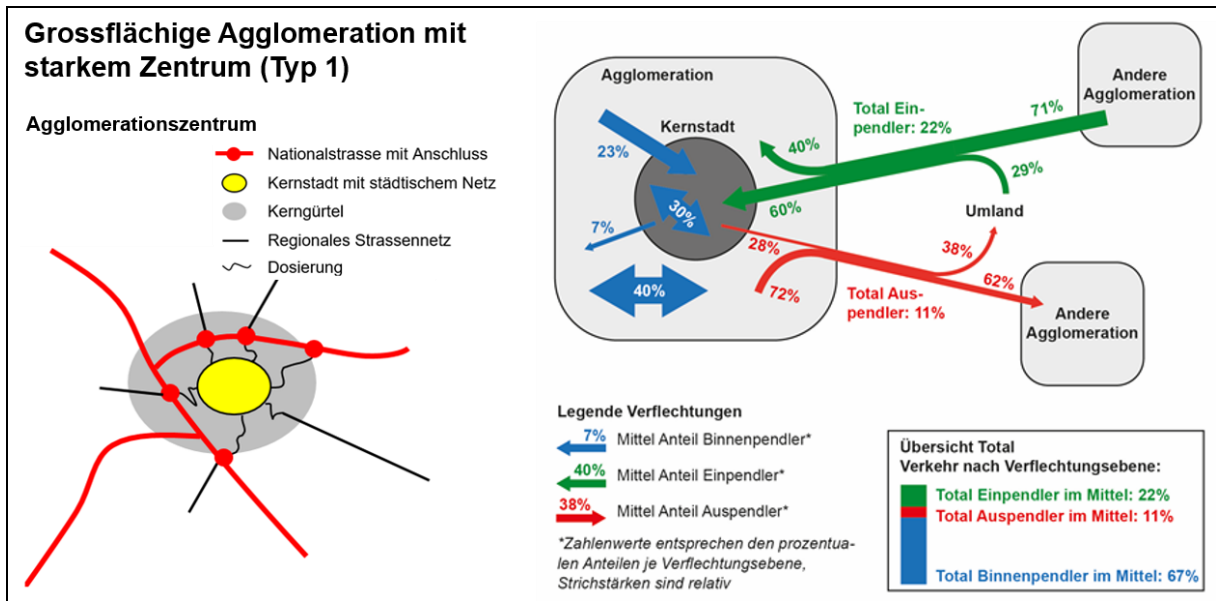 Grossflächige Agglomeration mit
starkem Zentrum (Typ 1)
Agglomerationszentrum
Nationalstrasse mit Anschluss
Kernstadt mit städtischem Netz
Kerngürtel
Regionales Strassennetz
Dosierung
Agglomeration
Kernstadt
23%
30%
7%
40%
Total Ein-
pendler: 22%
71%
Andere
Agglomeration
40%
60%
29%
Umland
28%
72%
38%
62%
Total Aus-
pendler: 11%
Andere
Agglomeration
Legende Verflechtungen
7% Mittel Anteil Binnenpendler*
40% Mittel Anteil Einpendler*
38% Mittel Anteil Auspendler*
*Zahlenwerte entsprechen den prozentua-
len Anteilen je Verflechtungsebene,
Strichstärken sind relativ
Übersicht Total
Verkehr nach Verflechtungsebene:
Total Einpendler im Mittel: 22%
Total Auspendler im Mittel: 11%
Total Binnenpendler im Mittel: 67%